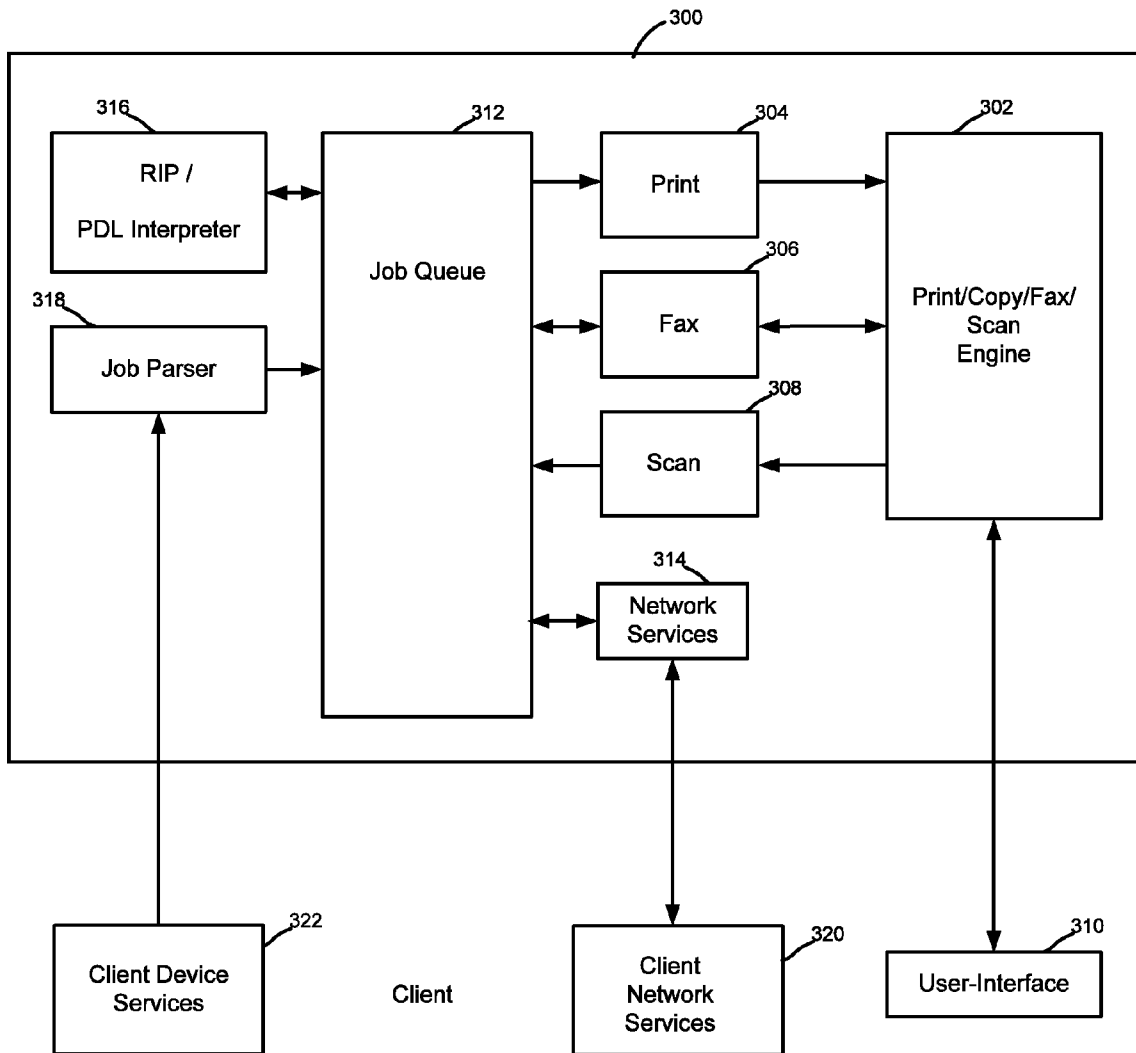 300
316
312
304
302
RIP /
PDL Interpreter
Job Queue
Print
Print/Copy/Fax/
Scan
Engine
306
Fax
318
Job Parser
308
Scan
314
Network
Services
322
Client Device
Services
Client
320
Client
Network
Services
310
User-Interface